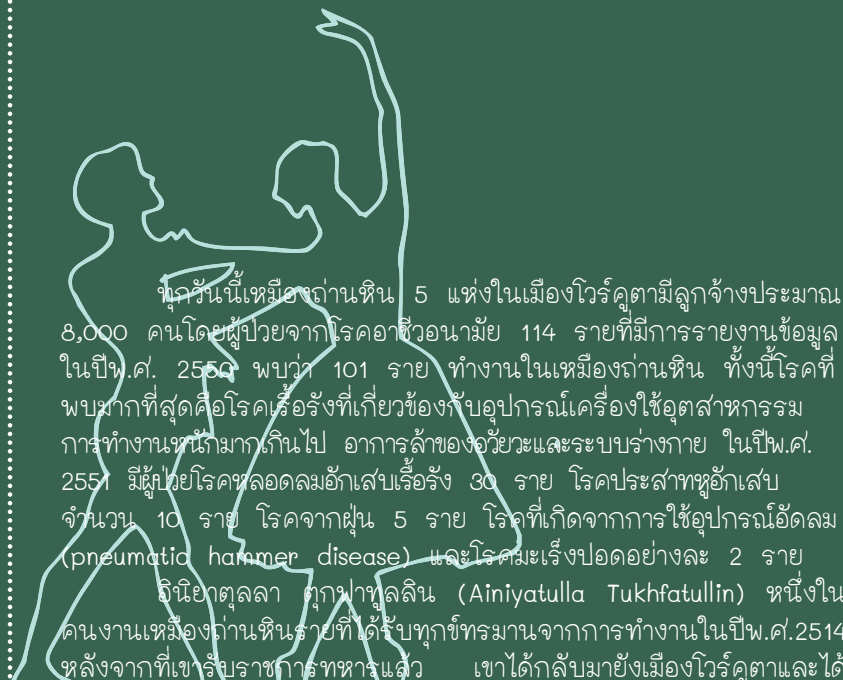 ทุกวันนี้เหมืองถ่านหิน 5 แห่งในเมืองโวร์คูตามีลูกจ้างประมาณ
8,000 คนโดยผู้ป่วยจากโรคอาชีวอนามัย 114 รายที่มีการรายงานข้อมูล
ในปีพ.ศ. 2550 พบว่า 101 ราย ทำงานในเหมืองถ่านหิน ทั้งนี้โรคที่
พบมากที่สุดคือโรคเรื้อรังที่เกี่ยวข้องกับอุปกรณ์เครื่องใช้อุตสาหกรรม
การทำงานหนักมากเกินไป อาการล้าของอวัยวะและระบบร่างกาย ในปีพ.ศ.
2551 มีผู้ป่วยโรคหลอดลมอักเสบเรื้อรัง 30 ราย โรคประสาทหูอักเสบ
จำนวน 10 ราย โรคจากฝุ่น 5 ราย โรคที่เกิดจากการใช้อุปกรณ์อัดลม
(pneumatic hammer disease) และโรคมะเร็งปอดอย่างละ 2 ราย
อินิยาตุลลา ตุกฟาทูลลิน (Ainiyatulla Tukhfatullin) หนึ่งใน
คนงานเหมืองถ่านหินรายที่ได้รับทุกข์ทรมานจากการทำงานในปีพ.ศ.2514
หลังจากที่เขารับราชการทหารแล้ว เขาได้กลับมายังเมืองโวร์คูตาและได้